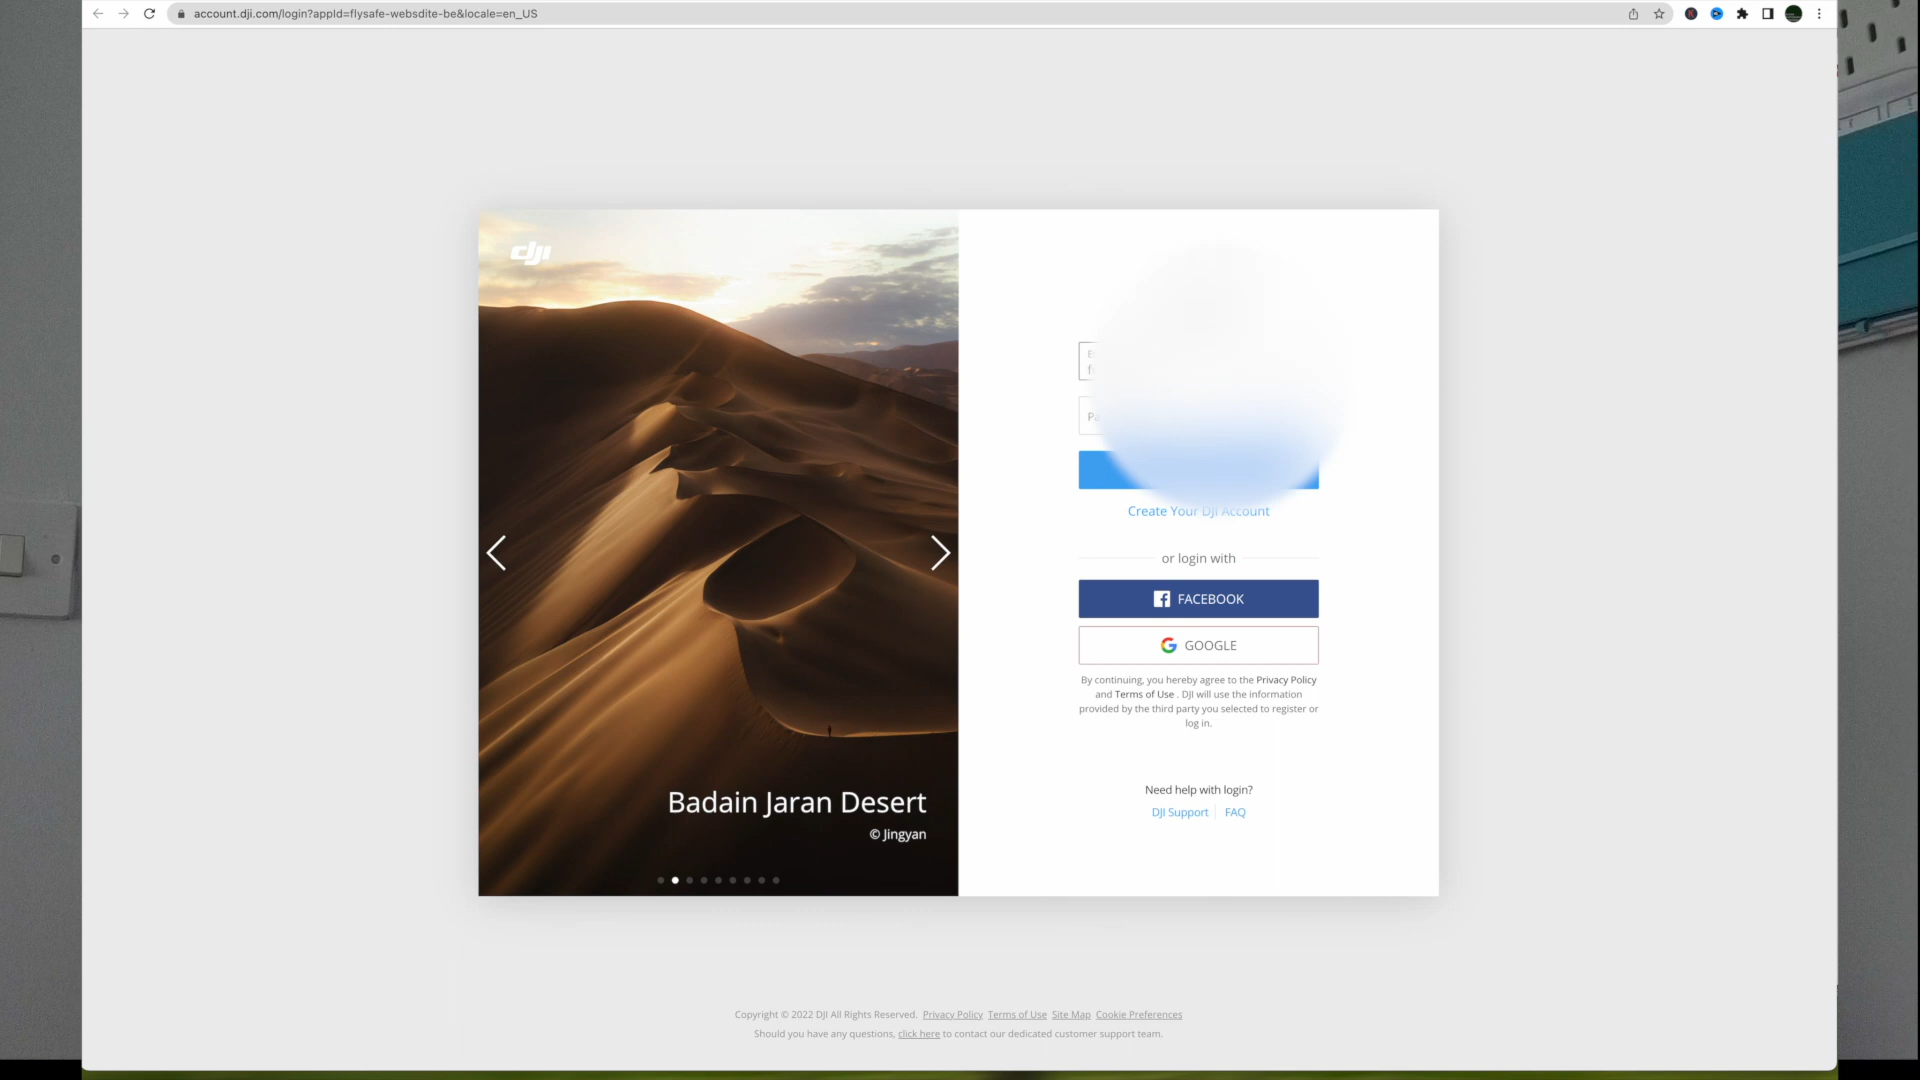 account.dji.com/login?appId=flysafe-websdite-be&locale=en_US
dji
Create Your DJI Account
or login with
FACEBOOK
GOOGLE
By continuing, you hereby agree to the Privacy Policy
and Terms of Use . DJI will use the information
provided by the third party you selected to register or
log in.
Need help with login?
DJI Support
FAQ
Badain Jaran Desert
© Jingyan
Copyright © 2022 DJI All Rights Reserved. Privacy Policy Terms of Use Site Map Cookie Preferences
Should you have any questions, click here to contact our dedicated customer support team.